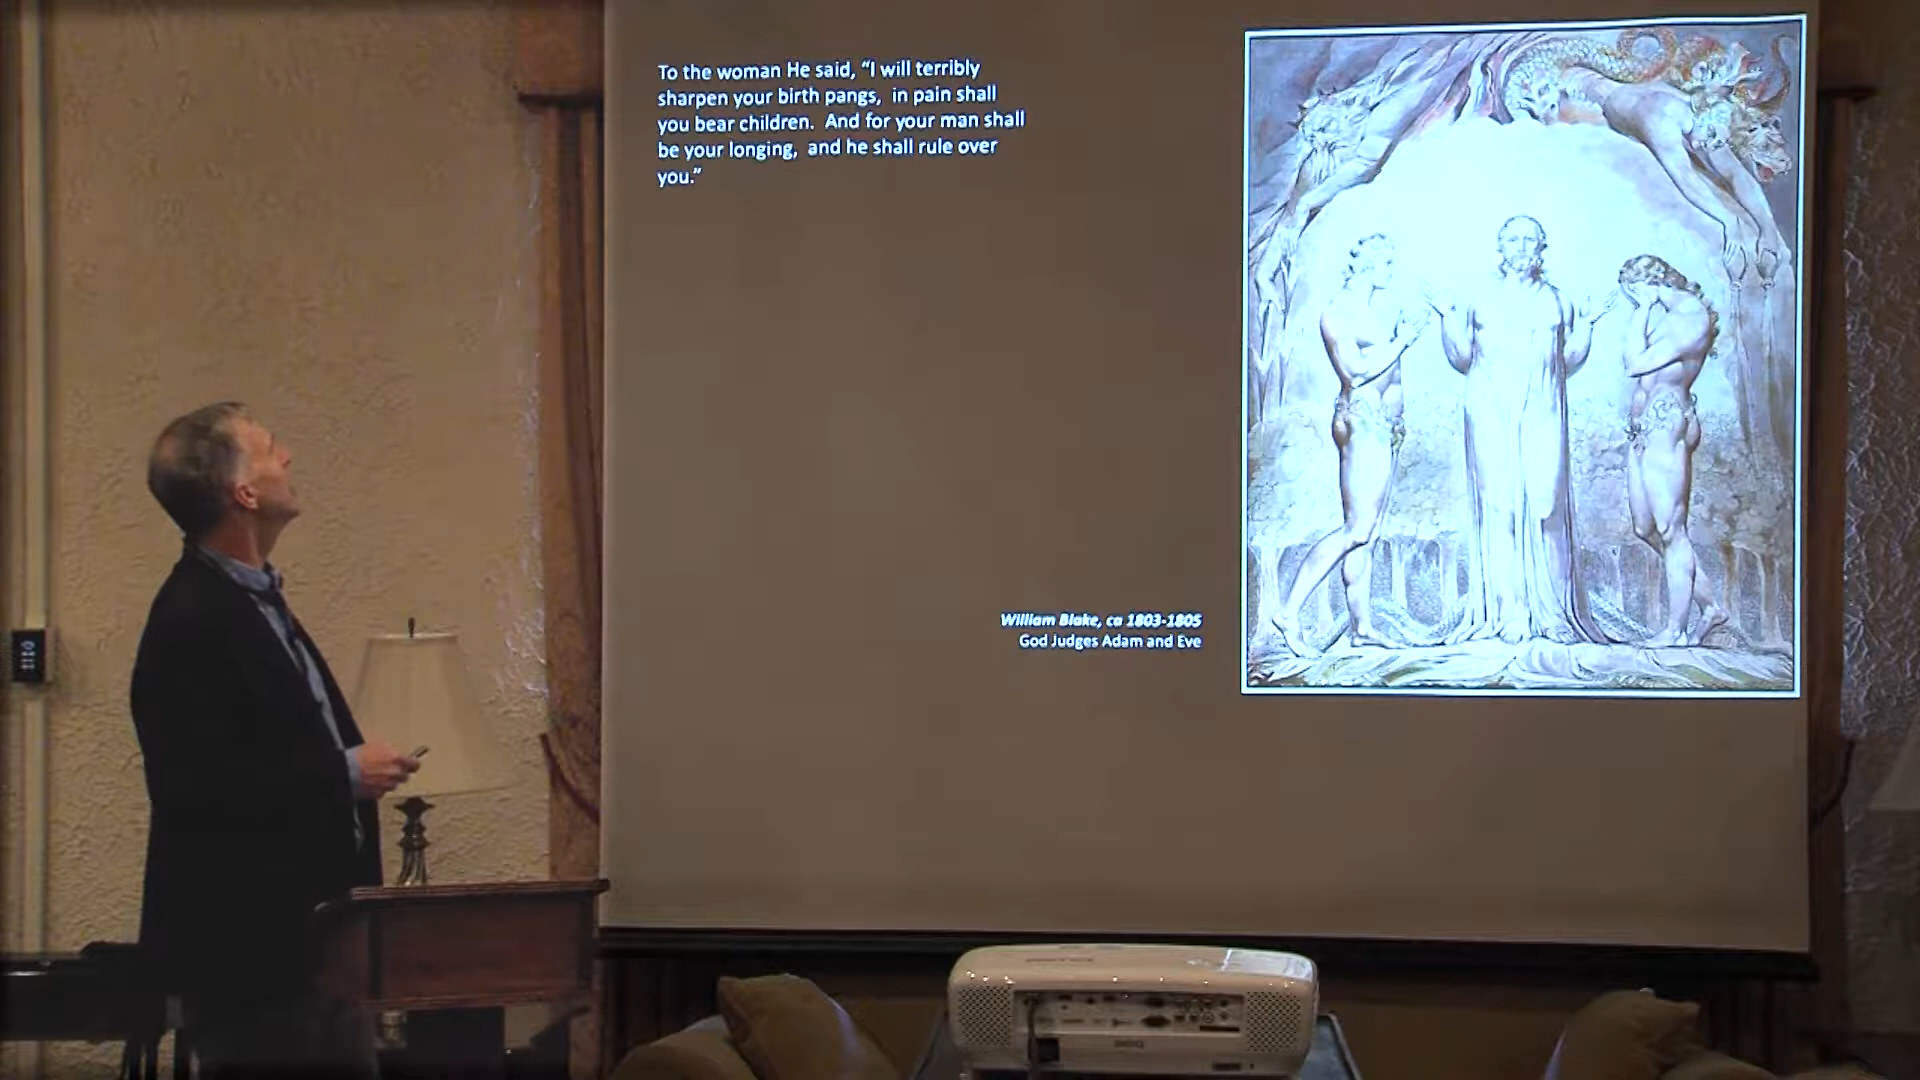 To the woman He said, “I will terribly
sharpen your birth pangs, in pain shall
you bear children. And for your man shall
be your longing, and he shall rule over
you.”
William Blake, ca 1803-1805
God Judges Adam and Eve
BenQ